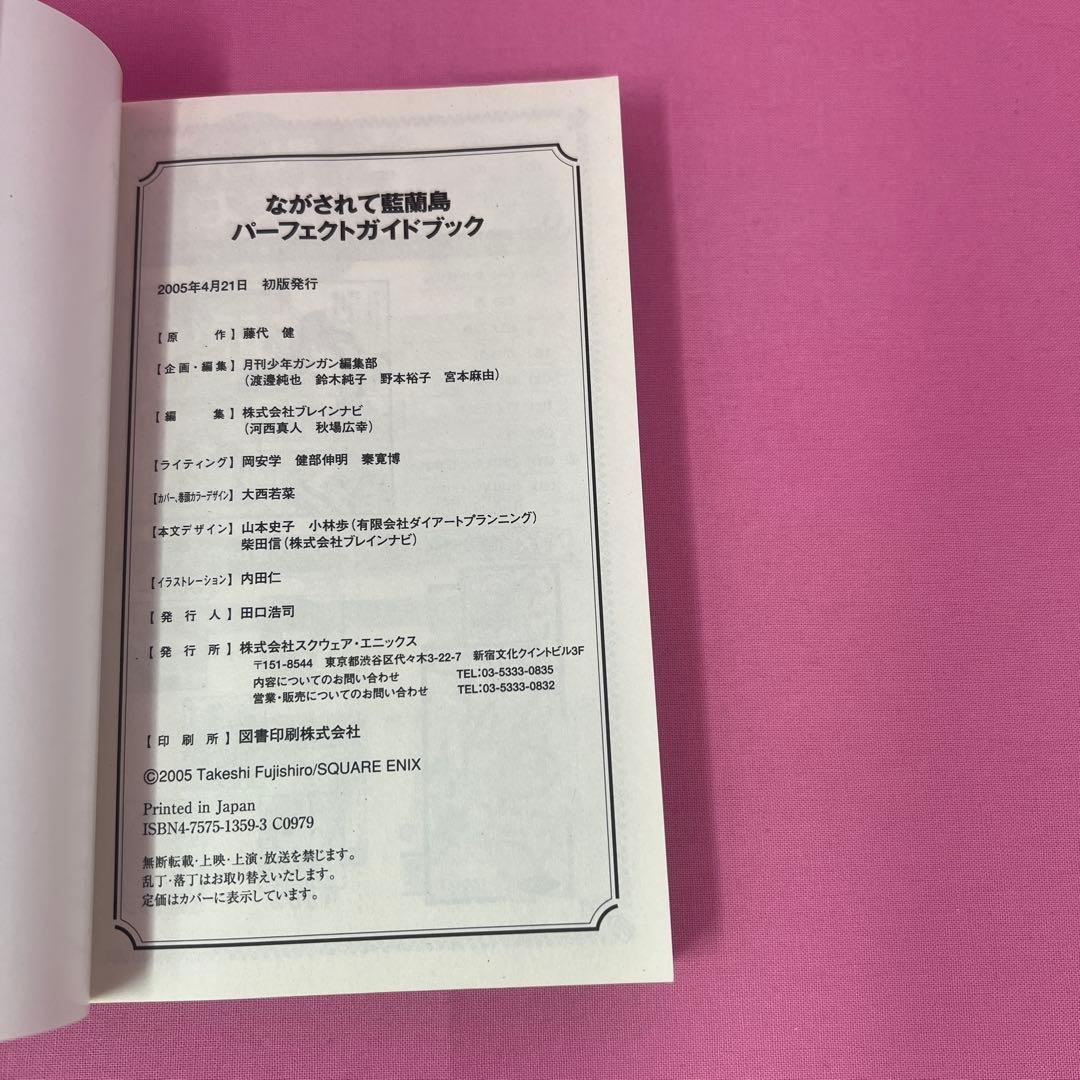 ながされて藍蘭島
パーフェクトガイドブック
2005年4月21日　初版発行
【原　　作】藤代　健
【企画・編集】月刊少年ガンガン編集部
（渡邊純也　鈴木純子　野本裕子　宮本麻由）
【編　　集】株式会社ブレインナビ
（河西真人　秋場広幸）
【ライティング】岡安学　健部伸明　秦寛博
【カバー、巻頭カラーデザイン】大西若菜
【本文デザイン】山本史子　小林歩（有限会社ダイアートプランニング）
柴田信（株式会社ブレインナビ）
【イラストレーション】内田仁
【発　行　人】田口浩司
【発　行　所】株式会社スクウェア・エニックス
〒151-8544　東京都渋谷区代々木3-22-7　新宿文化クイントビル3F
内容についてのお問い合わせ　TEL:03-5333-0835
営業・販売についてのお問い合わせ　TEL:03-5333-0832
【印　刷　所】図書印刷株式会社
©2005 Takeshi Fujishiro/SQUARE ENIX
Printed in Japan
ISBN4-7575-1359-3 C0979
無断転載・上映・上演・放送を禁じます。
乱丁・落丁はお取り替えいたします。
定価はカバーに表示しています。